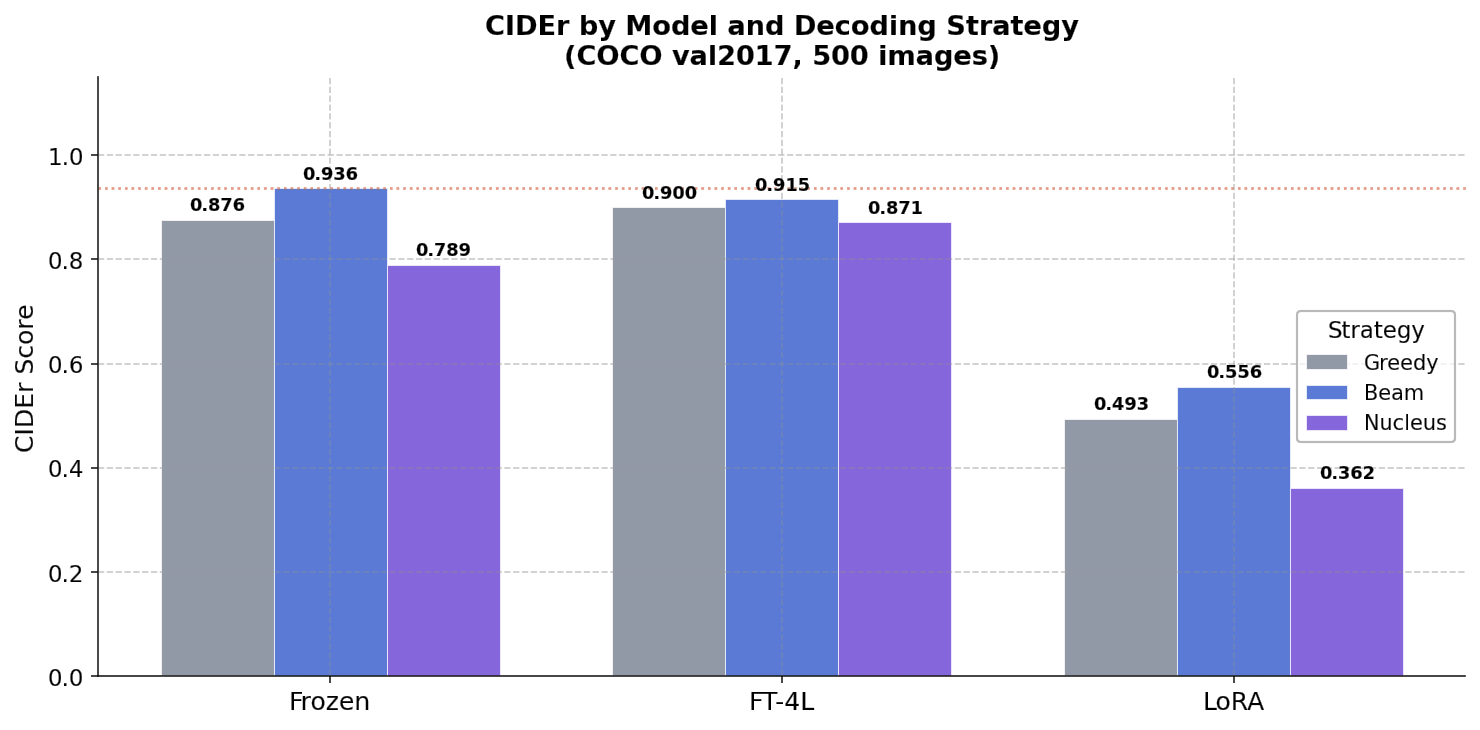 CIDEr by Model and Decoding Strategy
(COCO val2017, 500 images)
CIDEr Score
1.0
0.8
0.6
0.4
0.2
0.0
0.876
0.936
0.789
0.900
0.915
0.871
0.493
0.556
0.362
Strategy
Greedy
Beam
Nucleus
Frozen
FT-4L
LoRA